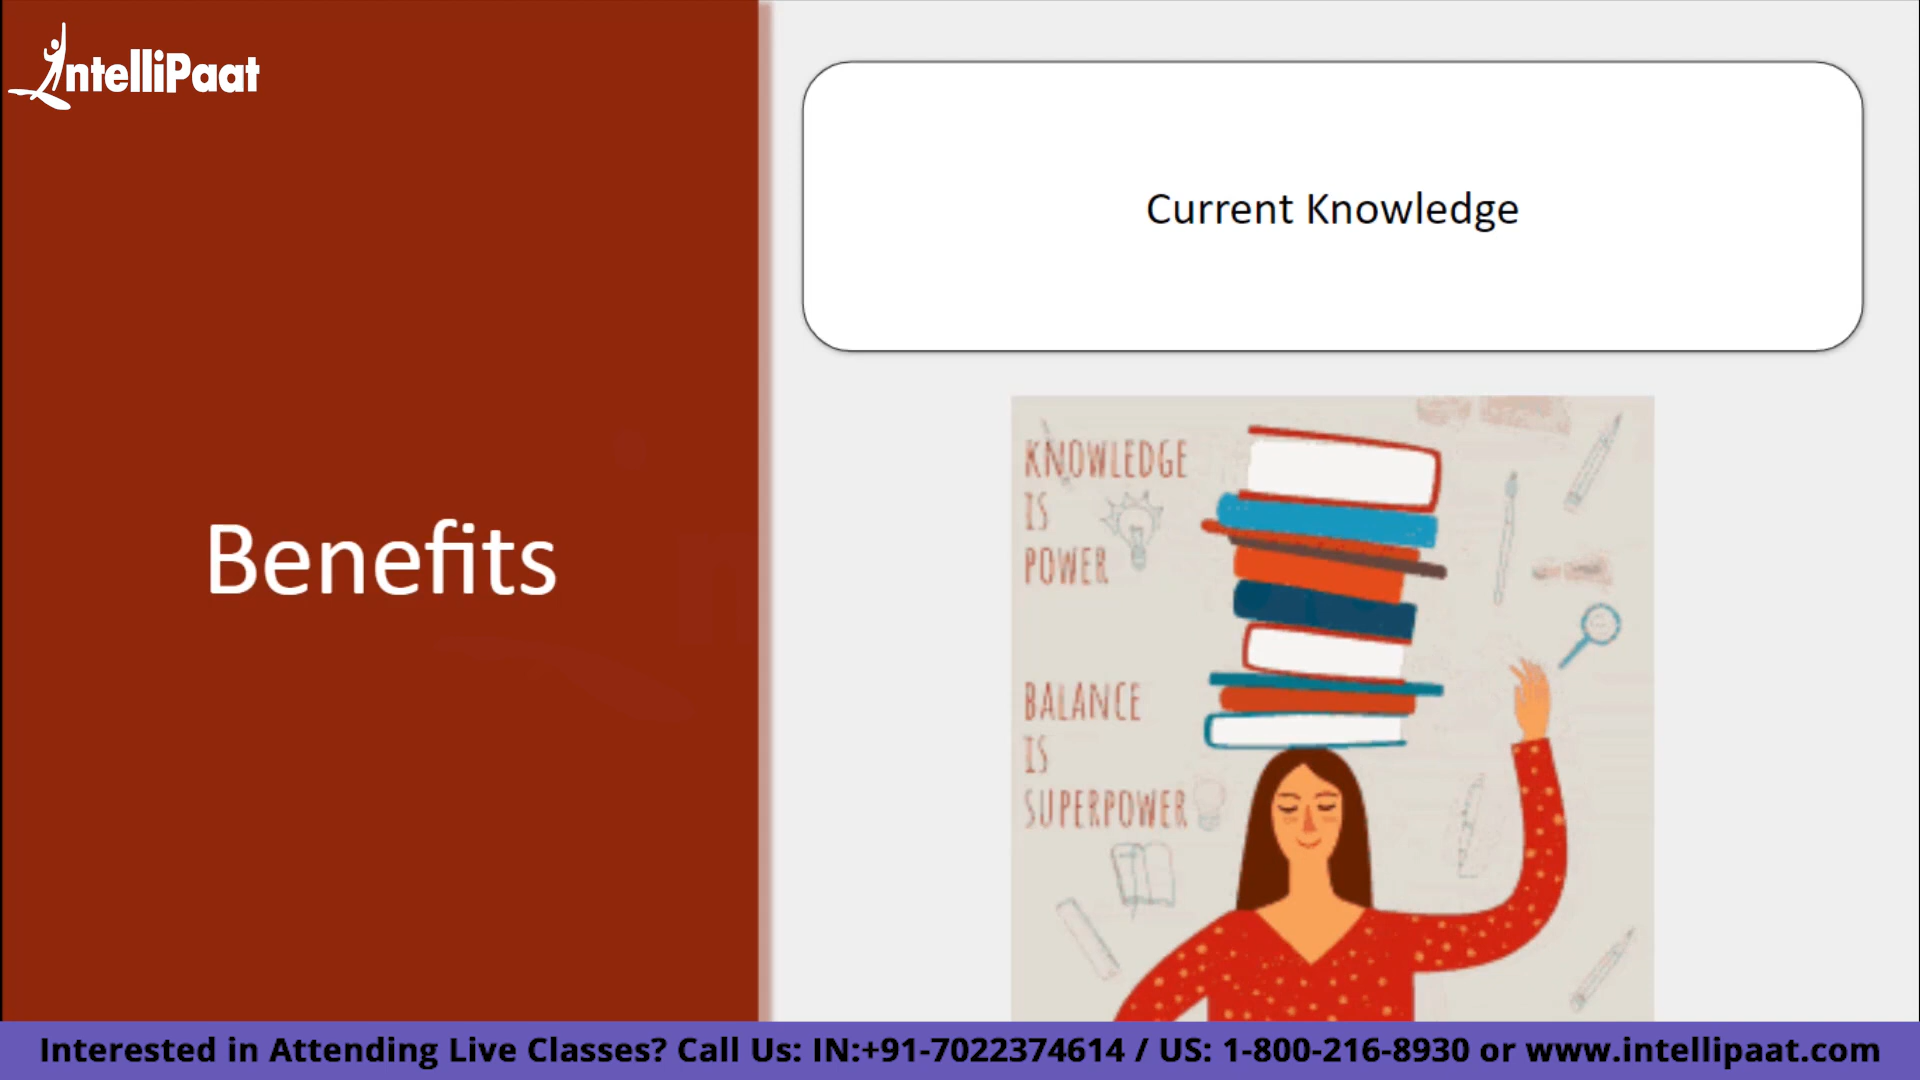 IntelliPaat
Benefits
Current Knowledge
KNOWLEDGE
IS
POWER
BALANCE
IS
SUPERPOWER
Interested in Attending Live Classes? Call Us: IN:+91-7022374614 / US: 1-800-216-8930 or www.intellipaat.com